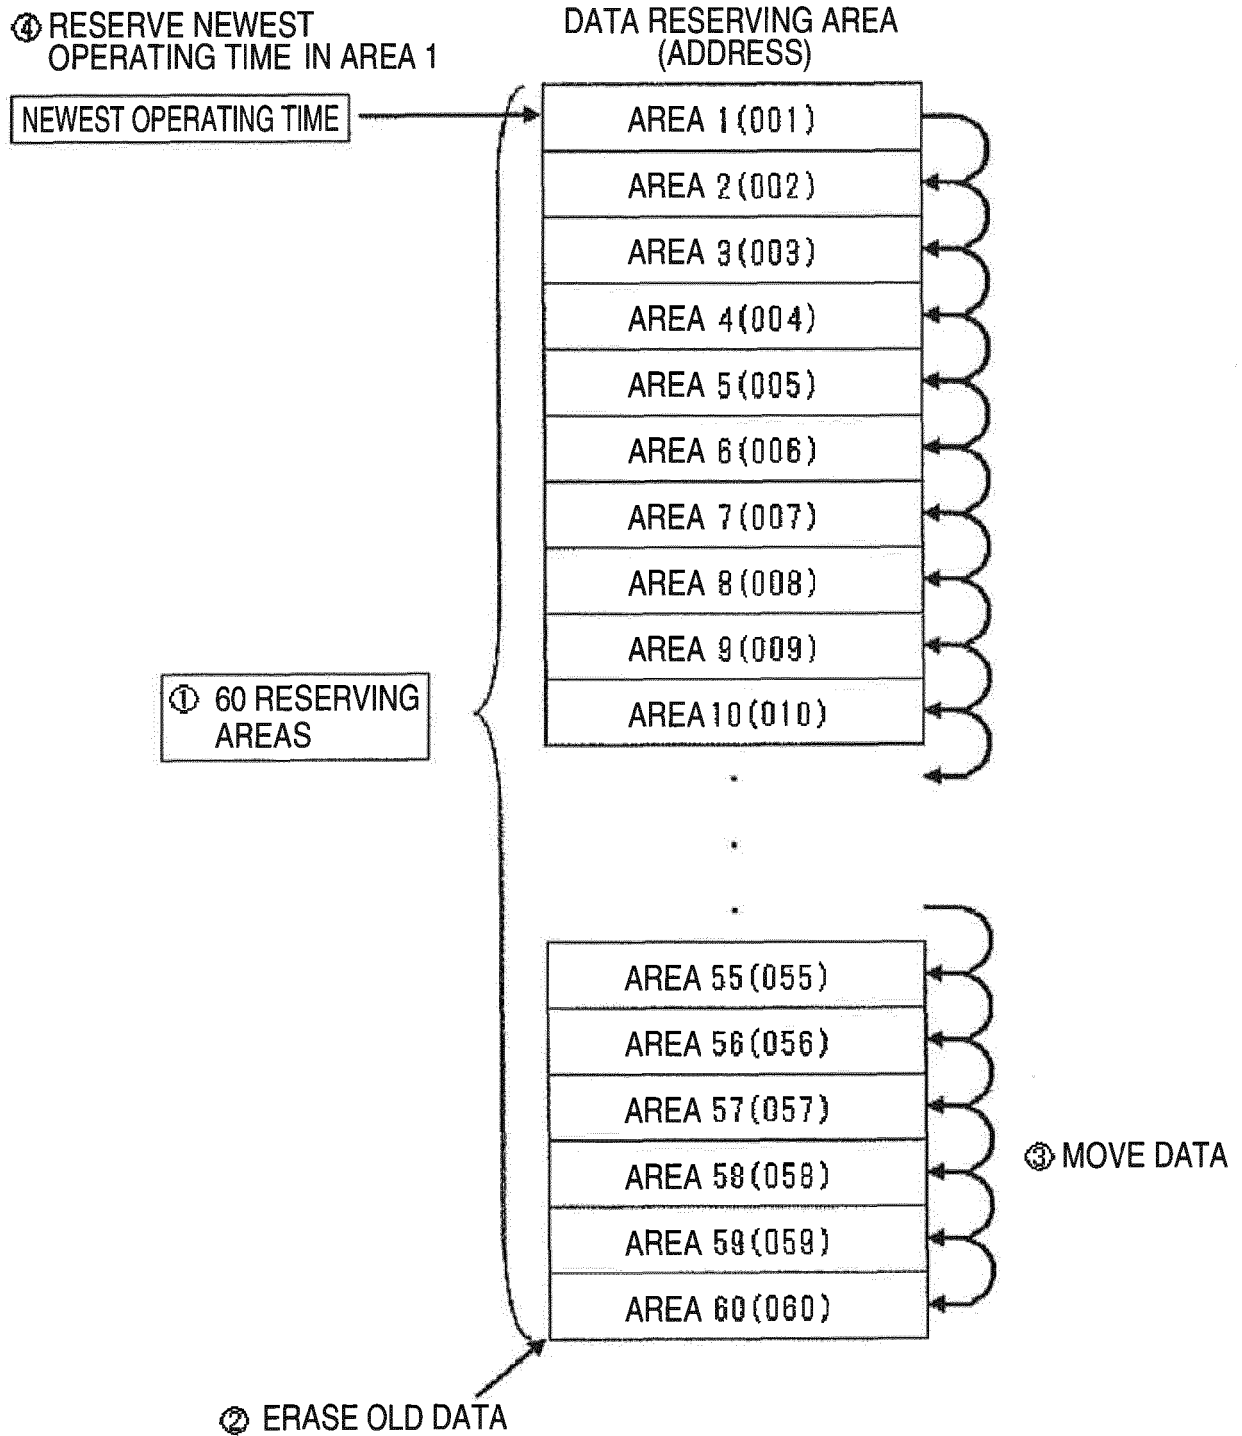 ④ RESERVE NEWEST
OPERATING TIME IN AREA 1
DATA RESERVING AREA
(ADDRESS)
NEWEST OPERATING TIME
AREA 1(001)
AREA 2(002)
AREA 3(003)
AREA 4(004)
AREA 5(005)
AREA 6(006)
AREA 7(007)
AREA 8(008)
AREA 9(009)
AREA 10(010)
① 60 RESERVING
AREAS
AREA 55(055)
AREA 56(056)
AREA 57(057)
AREA 58(058)
AREA 59(059)
AREA 60(060)
③ MOVE DATA
② ERASE OLD DATA